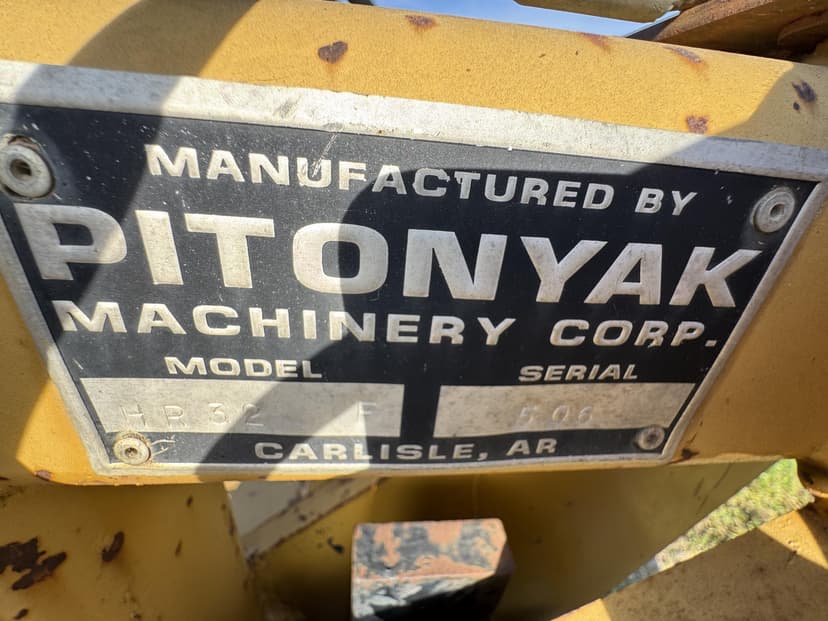 MANUFACTURED BY
PITONYAK
MACHINERY CORP.
MODEL SERIAL
HR32 F 506
CARLISLE, AR